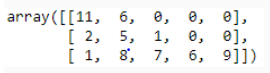 array([[11, 6, 0, 0, 0],
[ 2, 5, 1, 0, 0],
[ 1, 8, 7, 6, 9]])